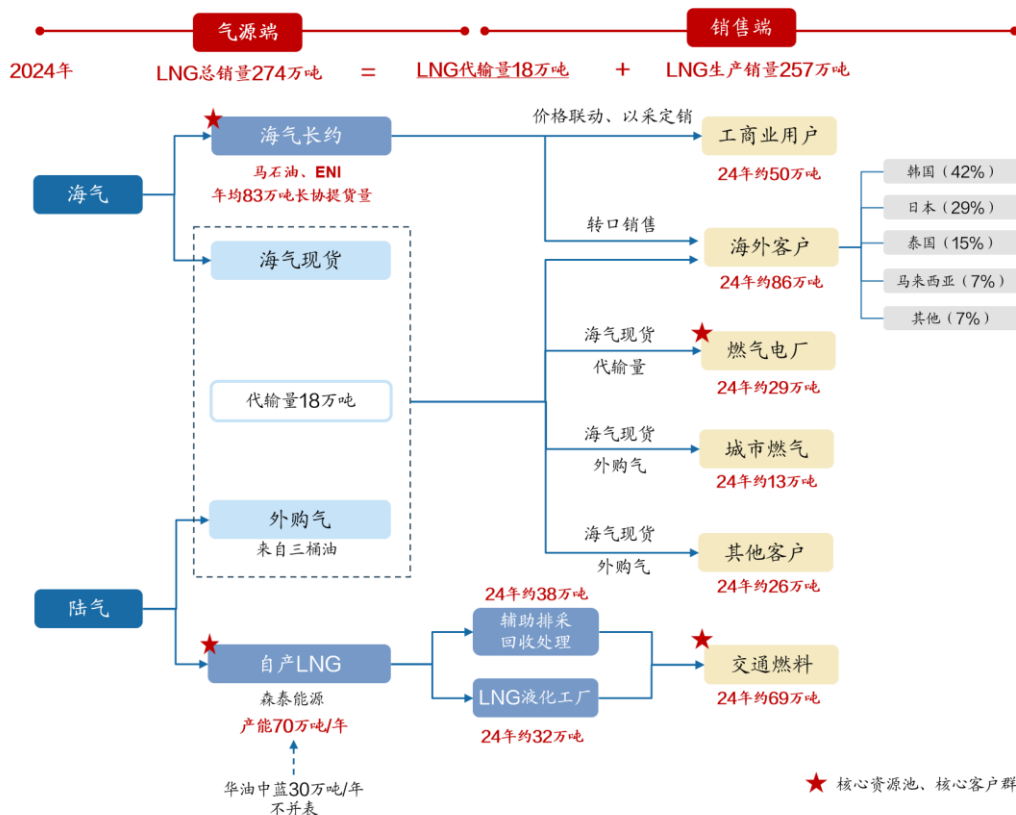 气源端
销售端
2024年
LNG总销量274万吨
=
LNG代输量18万吨
+
LNG生产销量257万吨
海气
海气长约
马石油、ENI
年均83万吨长协提货量
海气现货
代输量18万吨
外购气
来自三桶油
陆气
自产LNG
森泰能源
产能70万吨/年
华油中蓝30万吨/年
不并表
24年约38万吨
辅助排采
回收处理
LNG液化工厂
24年约32万吨
价格联动、以采定销
工商业用户
24年约50万吨
转口销售
海外客户
24年约86万吨
韩国（42%）
日本（29%）
泰国（15%）
马来西亚（7%）
其他（7%）
海气现货
代输量
燃气电厂
24年约29万吨
海气现货
外购气
城市燃气
24年约13万吨
海气现货
外购气
其他客户
24年约26万吨
交通燃料
24年约69万吨
核心资源池、核心客户群